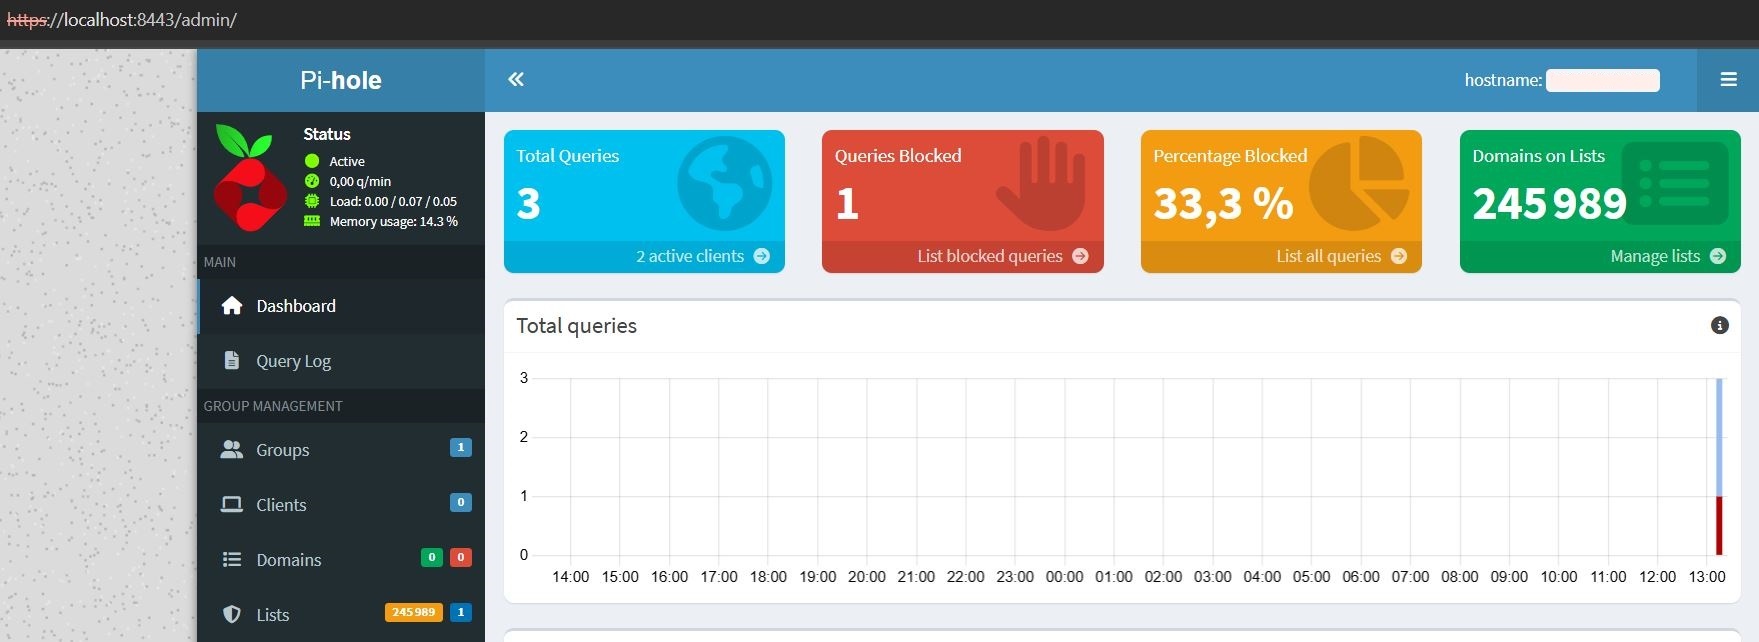 https://localhost:8443/admin/
Pi-hole
hostname:
Status
Active
0,00 q/min
Load: 0.00 / 0.07 / 0.05
Memory usage: 14.3 %
MAIN
Dashboard
Query Log
GROUP MANAGEMENT
Groups 1
Clients 0
Domains 0 0
Lists 245 989 1
Total Queries
3
2 active clients
Queries Blocked
1
List blocked queries
Percentage Blocked
33,3 %
List all queries
Domains on Lists
245 989
Manage lists
Total queries
3
2
1
0
14:00 15:00 16:00 17:00 18:00 19:00 20:00 21:00 22:00 23:00 00:00 01:00 02:00 03:00 04:00 05:00 06:00 07:00 08:00 09:00 10:00 11:00 12:00 13:00